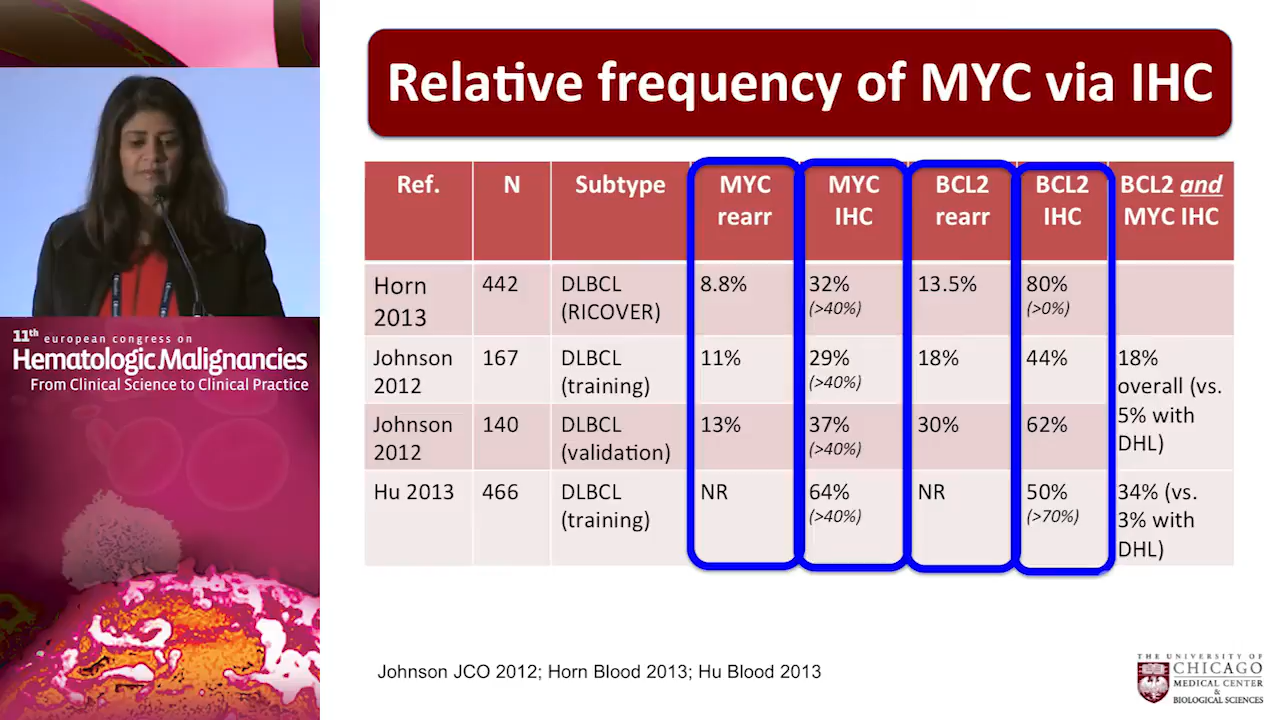 Relative frequency of MYC via IHC
Ref. N Subtype MYC rearr MYC IHC BCL2 rearr BCL2 IHC BCL2 and MYC IHC
Horn 2013 442 DLBCL (RICOVER) 8.8% 32% (>40%) 13.5% 80% (>0%)
Johnson 2012 167 DLBCL (training) 11% 29% (>40%) 18% 44% 18% overall (vs. 5% with DHL)
Johnson 2012 140 DLBCL (validation) 13% 37% (>40%) 30% 62%
Hu 2013 466 DLBCL (training) NR 64% (>40%) NR 50% (>70%) 34% (vs. 3% with DHL)
Johnson JCO 2012; Horn Blood 2013; Hu Blood 2013
THE UNIVERSITY OF
CHICAGO
MEDICAL CENTER
&
BIOLOGICAL SCIENCES
11th european congress on
Hematologic Malignancies
From Clinical Science to Clinical Practice